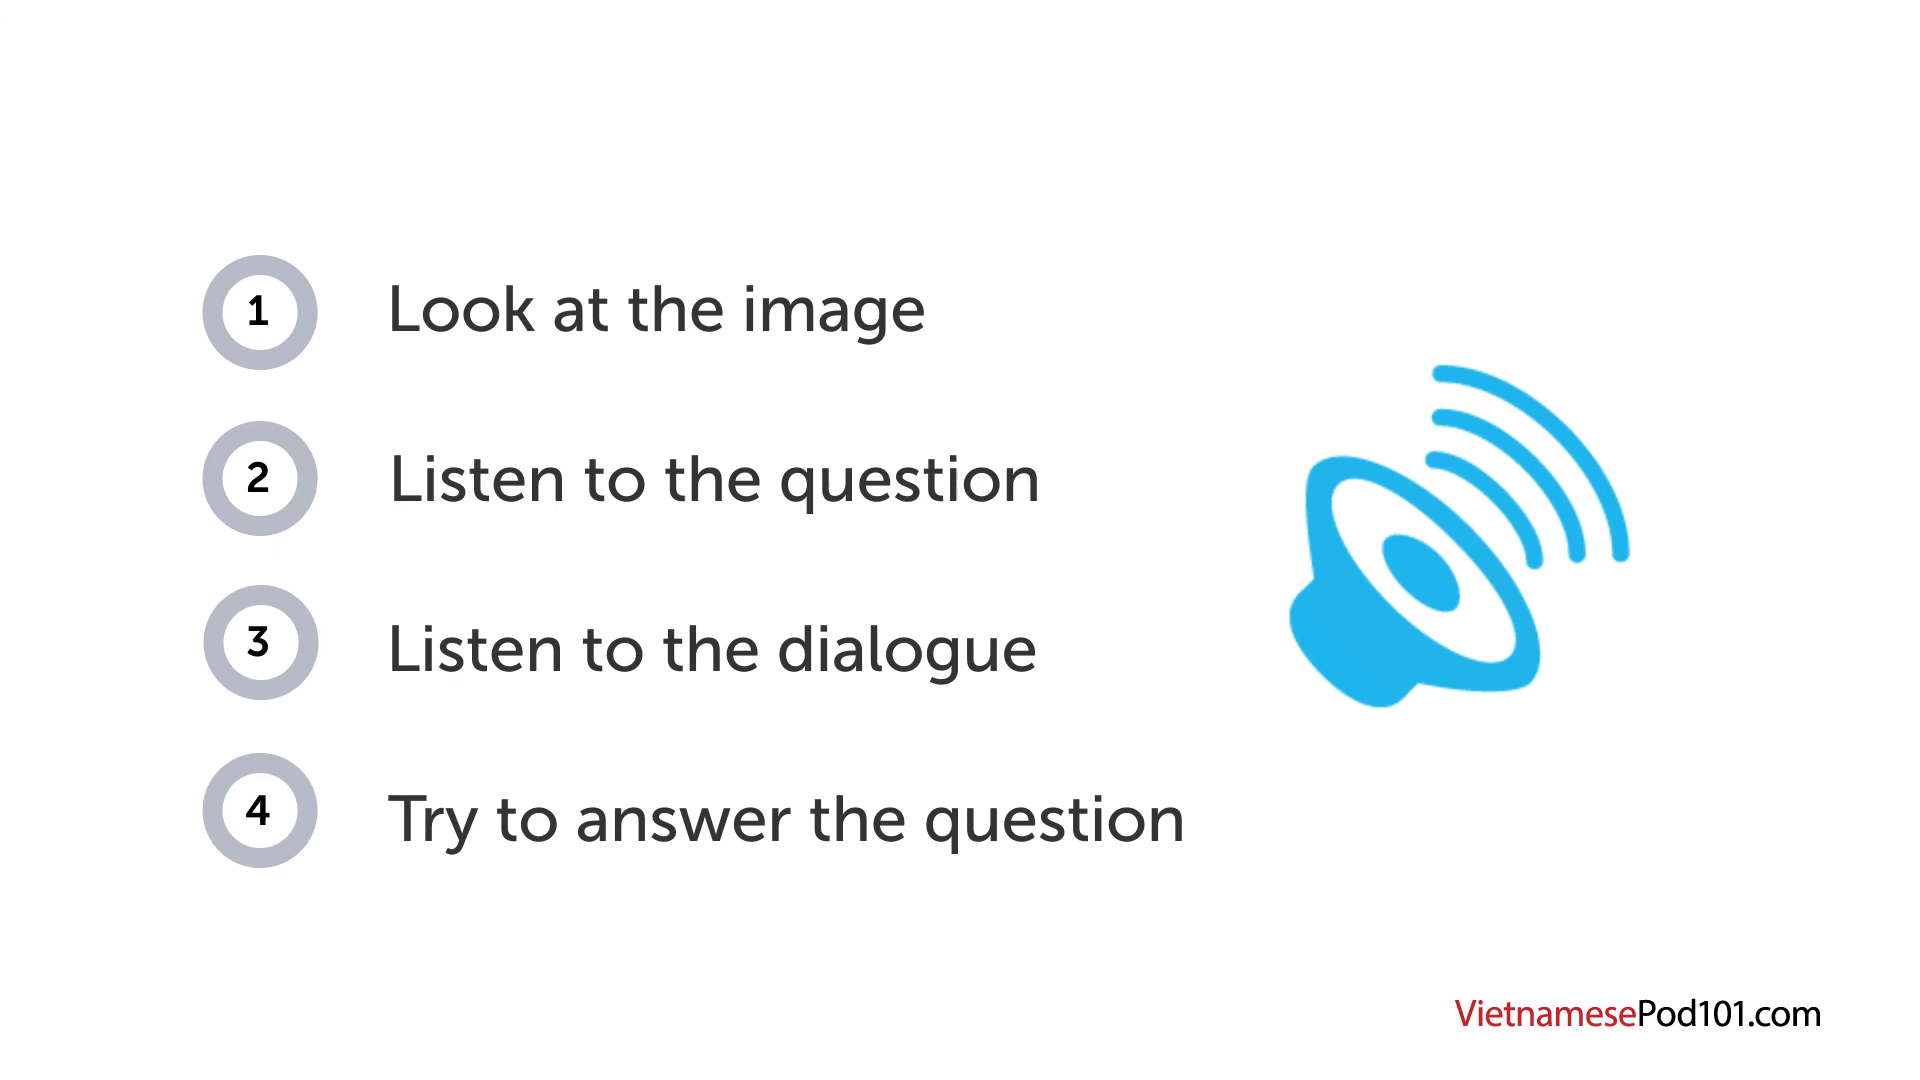 1 Look at the image
2 Listen to the question
3 Listen to the dialogue
4 Try to answer the question
VietnamesePod101.com